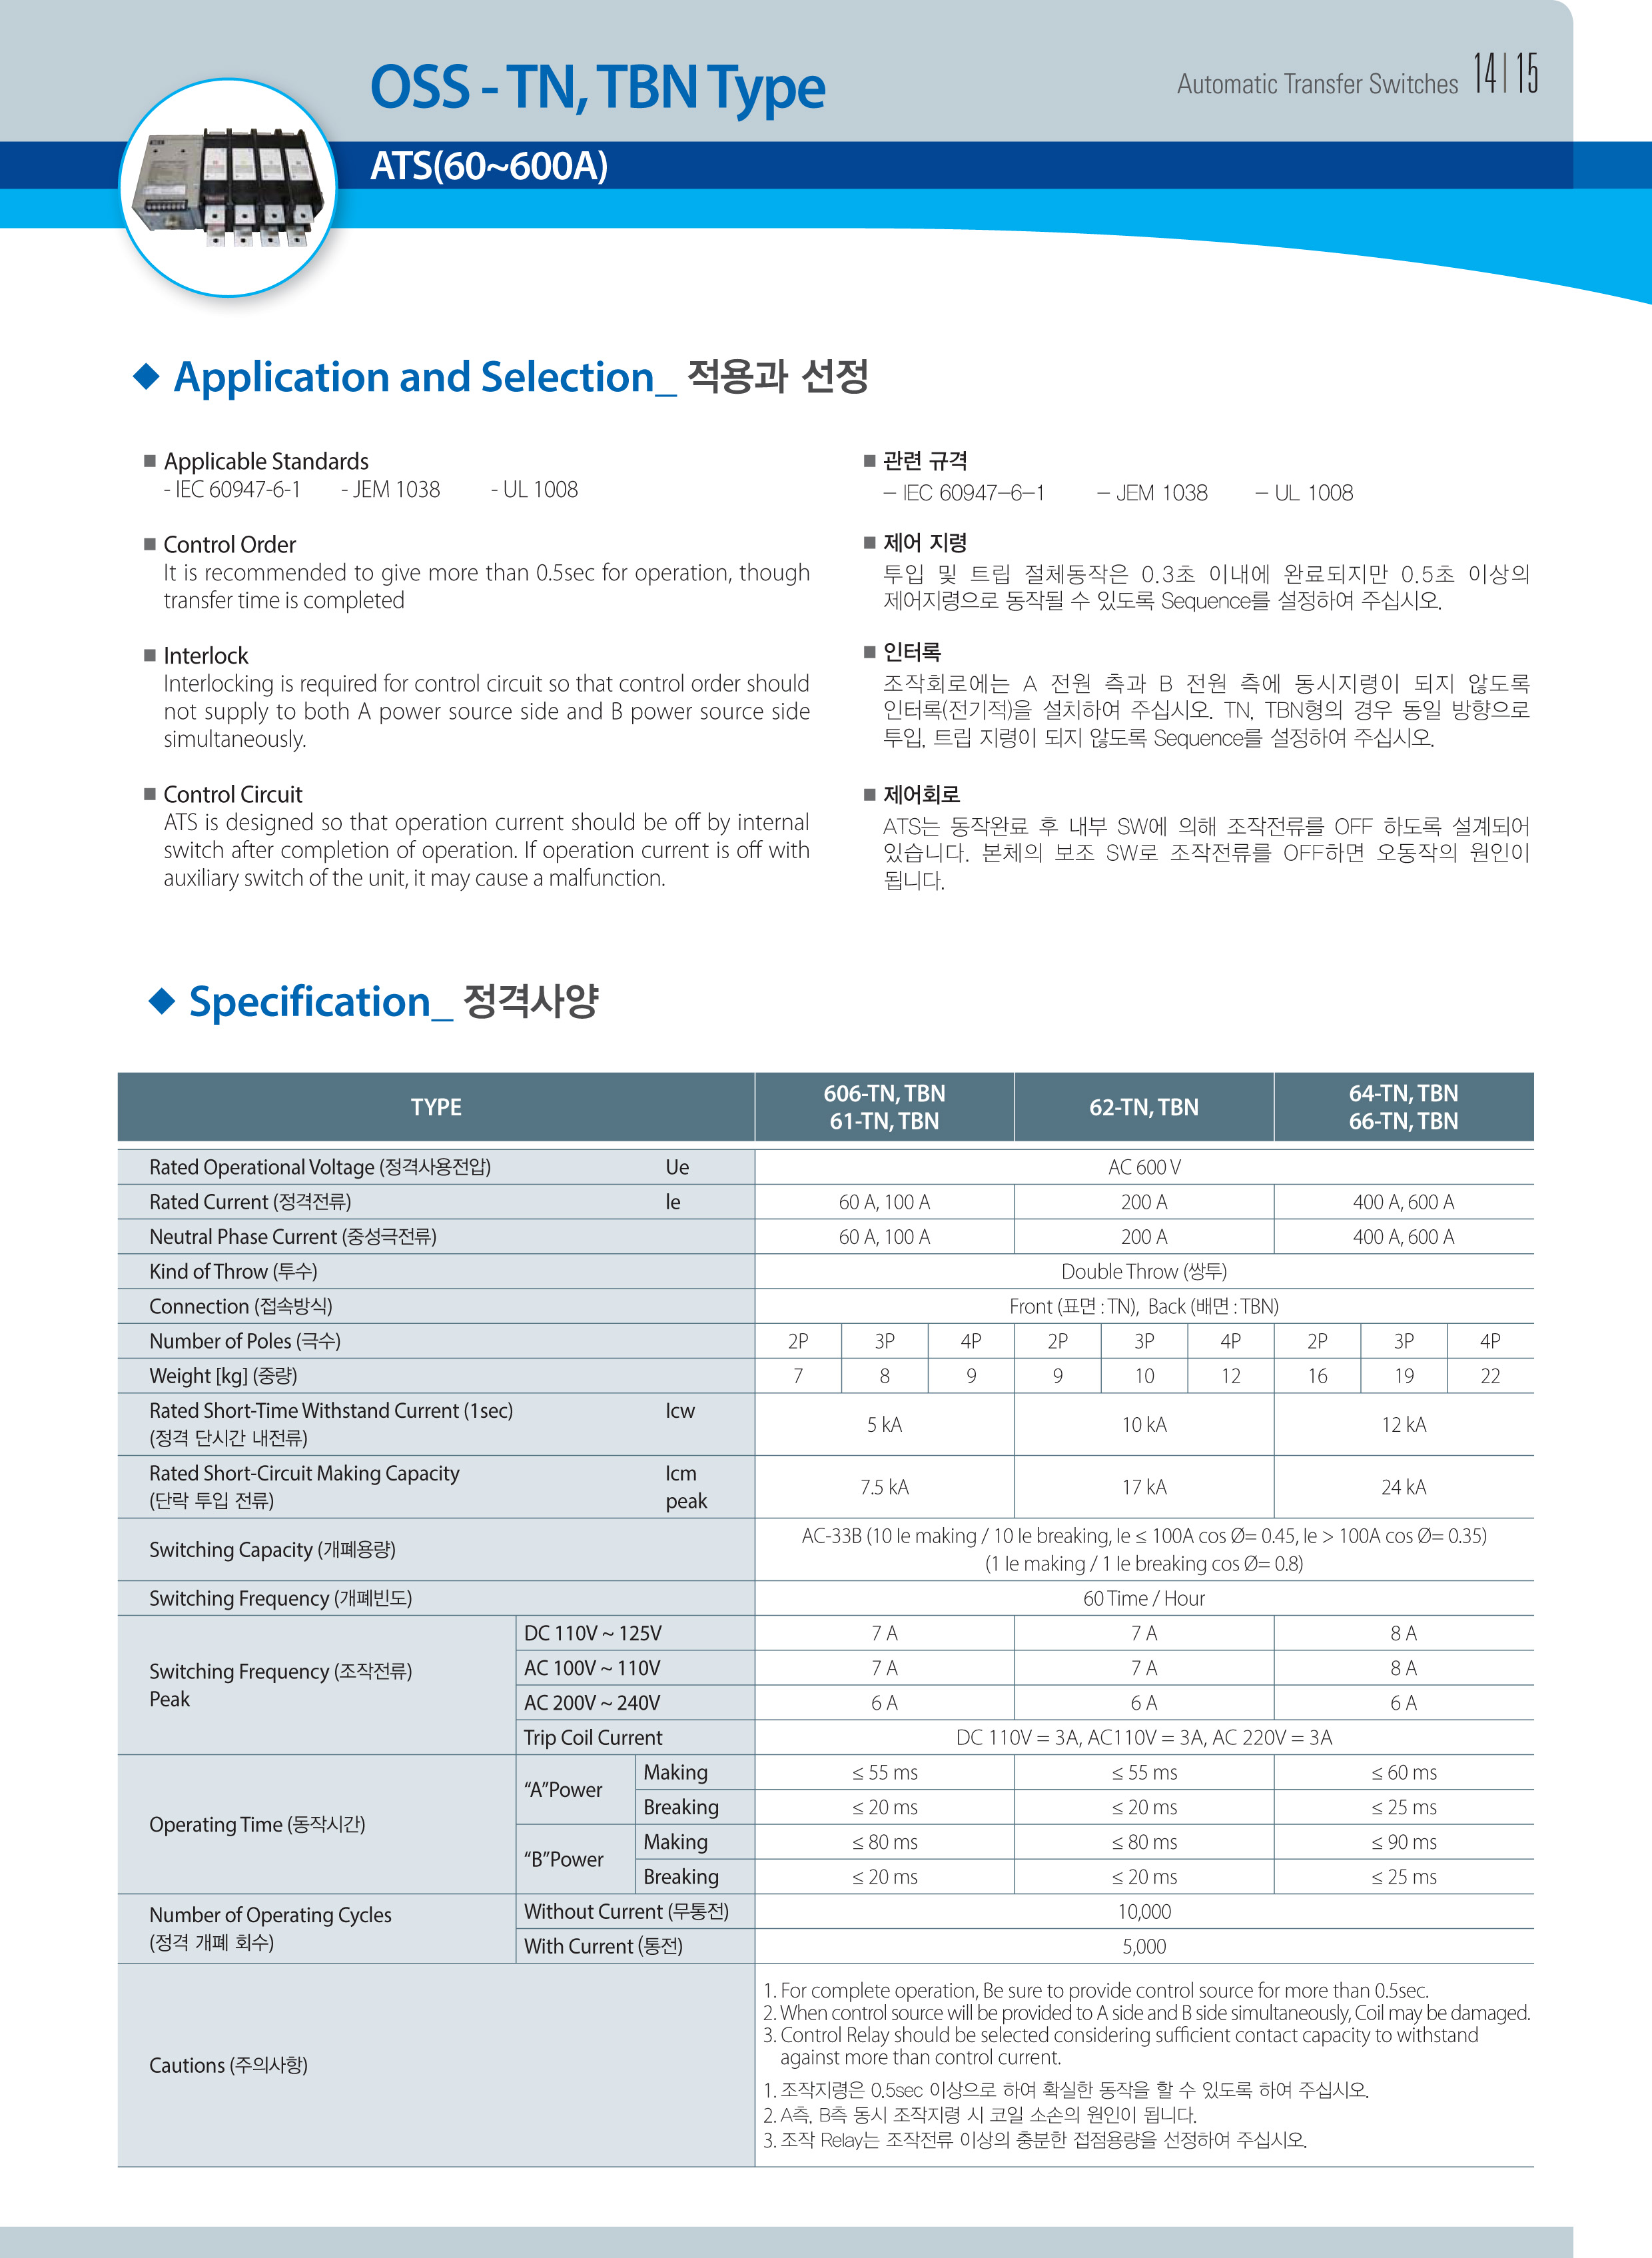 OSS - TN, TBN Type
Automatic Transfer Switches 14 | 15
ATS(60~600A)
◆ Application and Selection_ 적용과 선정
■ Applicable Standards
- IEC 60947-6-1 - JEM 1038 - UL 1008
■ Control Order
It is recommended to give more than 0.5sec for operation, though
transfer time is completed
■ Interlock
Interlocking is required for control circuit so that control order should
not supply to both A power source side and B power source side
simultaneously.
■ Control Circuit
ATS is designed so that operation current should be off by internal
switch after completion of operation. If operation current is off with
auxiliary switch of the unit, it may cause a malfunction.
■ 관련 규격
– IEC 60947–6–1 – JEM 1038 – UL 1008
■ 제어 지령
투입 및 트립 절체동작은 0.3초 이내에 완료되지만 0.5초 이상의
제어지령으로 동작될 수 있도록 Sequence를 설정하여 주십시오.
■ 인터록
조작회로에는 A 전원 측과 B 전원 측에 동시지령이 되지 않도록
인터록(전기적)을 설치하여 주십시오. TN, TBN형의 경우 동일 방향으로
투입, 트립 지령이 되지 않도록 Sequence를 설정하여 주십시오.
■ 제어회로
ATS는 동작완료 후 내부 SW에 의해 조작전류를 OFF 하도록 설계되어
있습니다. 본체의 보조 SW로 조작전류를 OFF하면 오동작의 원인이
됩니다.
◆ Specification_ 정격사양
TYPE 606-TN, TBN 61-TN, TBN 62-TN, TBN 64-TN, TBN 66-TN, TBN
Rated Operational Voltage (정격사용전압) Ue AC 600 V
Rated Current (정격전류) Ie 60 A, 100 A 200 A 400 A, 600 A
Neutral Phase Current (중성극전류) 60 A, 100 A 200 A 400 A, 600 A
Kind of Throw (투수) Double Throw (쌍투)
Connection (접속방식) Front (표면 : TN), Back (배면 : TBN)
Number of Poles (극수) 2P 3P 4P 2P 3P 4P 2P 3P 4P
Weight [kg] (중량) 7 8 9 9 10 12 16 19 22
Rated Short-Time Withstand Current (1sec) Icw
(정격 단시간 내전류) 5 kA 10 kA 12 kA
Rated Short-Circuit Making Capacity Icm
(단락 투입 전류) peak 7.5 kA 17 kA 24 kA
Switching Capacity (개폐용량) AC-33B (10 Ie making / 10 Ie breaking, Ie ≤ 100A cos Ø= 0.45, Ie > 100A cos Ø= 0.35)
(1 Ie making / 1 Ie breaking cos Ø= 0.8)
Switching Frequency (개폐빈도) 60 Time / Hour
Switching Frequency (조작전류)
Peak
DC 110V ~ 125V 7 A 7 A 8 A
AC 100V ~ 110V 7 A 7 A 8 A
AC 200V ~ 240V 6 A 6 A 6 A
Trip Coil Current DC 110V = 3A, AC110V = 3A, AC 220V = 3A
Operating Time (동작시간)
“A”Power Making ≤ 55 ms ≤ 55 ms ≤ 60 ms
Breaking ≤ 20 ms ≤ 20 ms ≤ 25 ms
“B”Power Making ≤ 80 ms ≤ 80 ms ≤ 90 ms
Breaking ≤ 20 ms ≤ 20 ms ≤ 25 ms
Number of Operating Cycles
(정격 개폐 회수)
Without Current (무통전) 10,000
With Current (통전) 5,000
Cautions (주의사항)
1. For complete operation, Be sure to provide control source for more than 0.5sec.
2. When control source will be provided to A side and B side simultaneously, Coil may be damaged.
3. Control Relay should be selected considering sufficient contact capacity to withstand
against more than control current.
1. 조작지령은 0.5sec 이상으로 하여 확실한 동작을 할 수 있도록 하여 주십시오.
2. A측, B측 동시 조작지령 시 코일 소손의 원인이 됩니다.
3. 조작 Relay는 조작전류 이상의 충분한 접점용량을 선정하여 주십시오.